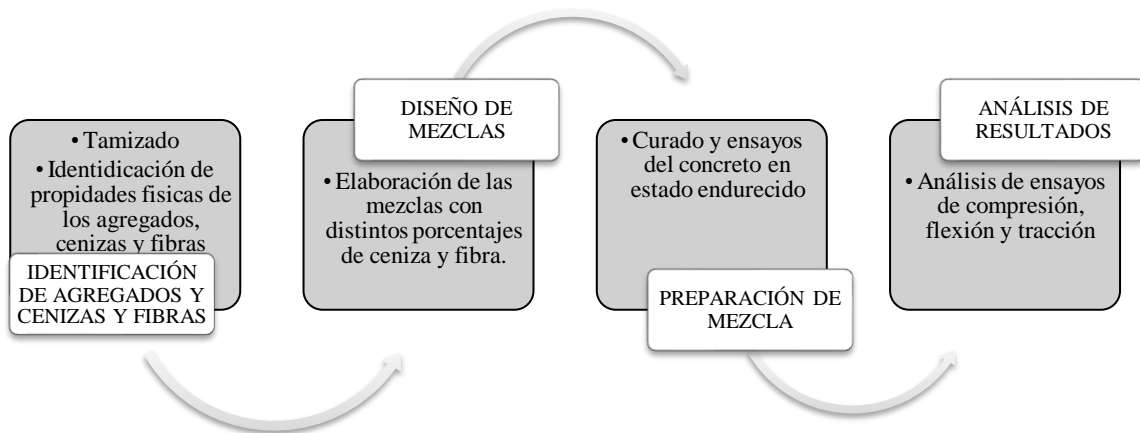 • Tamizado
• Identidicación de
propidades fisicas de
los agregados,
cenizas y fibras
IDENTIFICACIÓN
DE AGREGADOS Y
CENIZAS Y FIBRAS
DISEÑO DE
MEZCLAS
• Elaboración de las
mezclas con
distintos porcentajes
de ceniza y fibra.
• Curado y ensayos
del concreto en
estado endurecido
PREPARACIÓN DE
MEZCLA
ANÁLISIS DE
RESULTADOS
• Análisis de ensayos
de compresión,
flexión y tracción